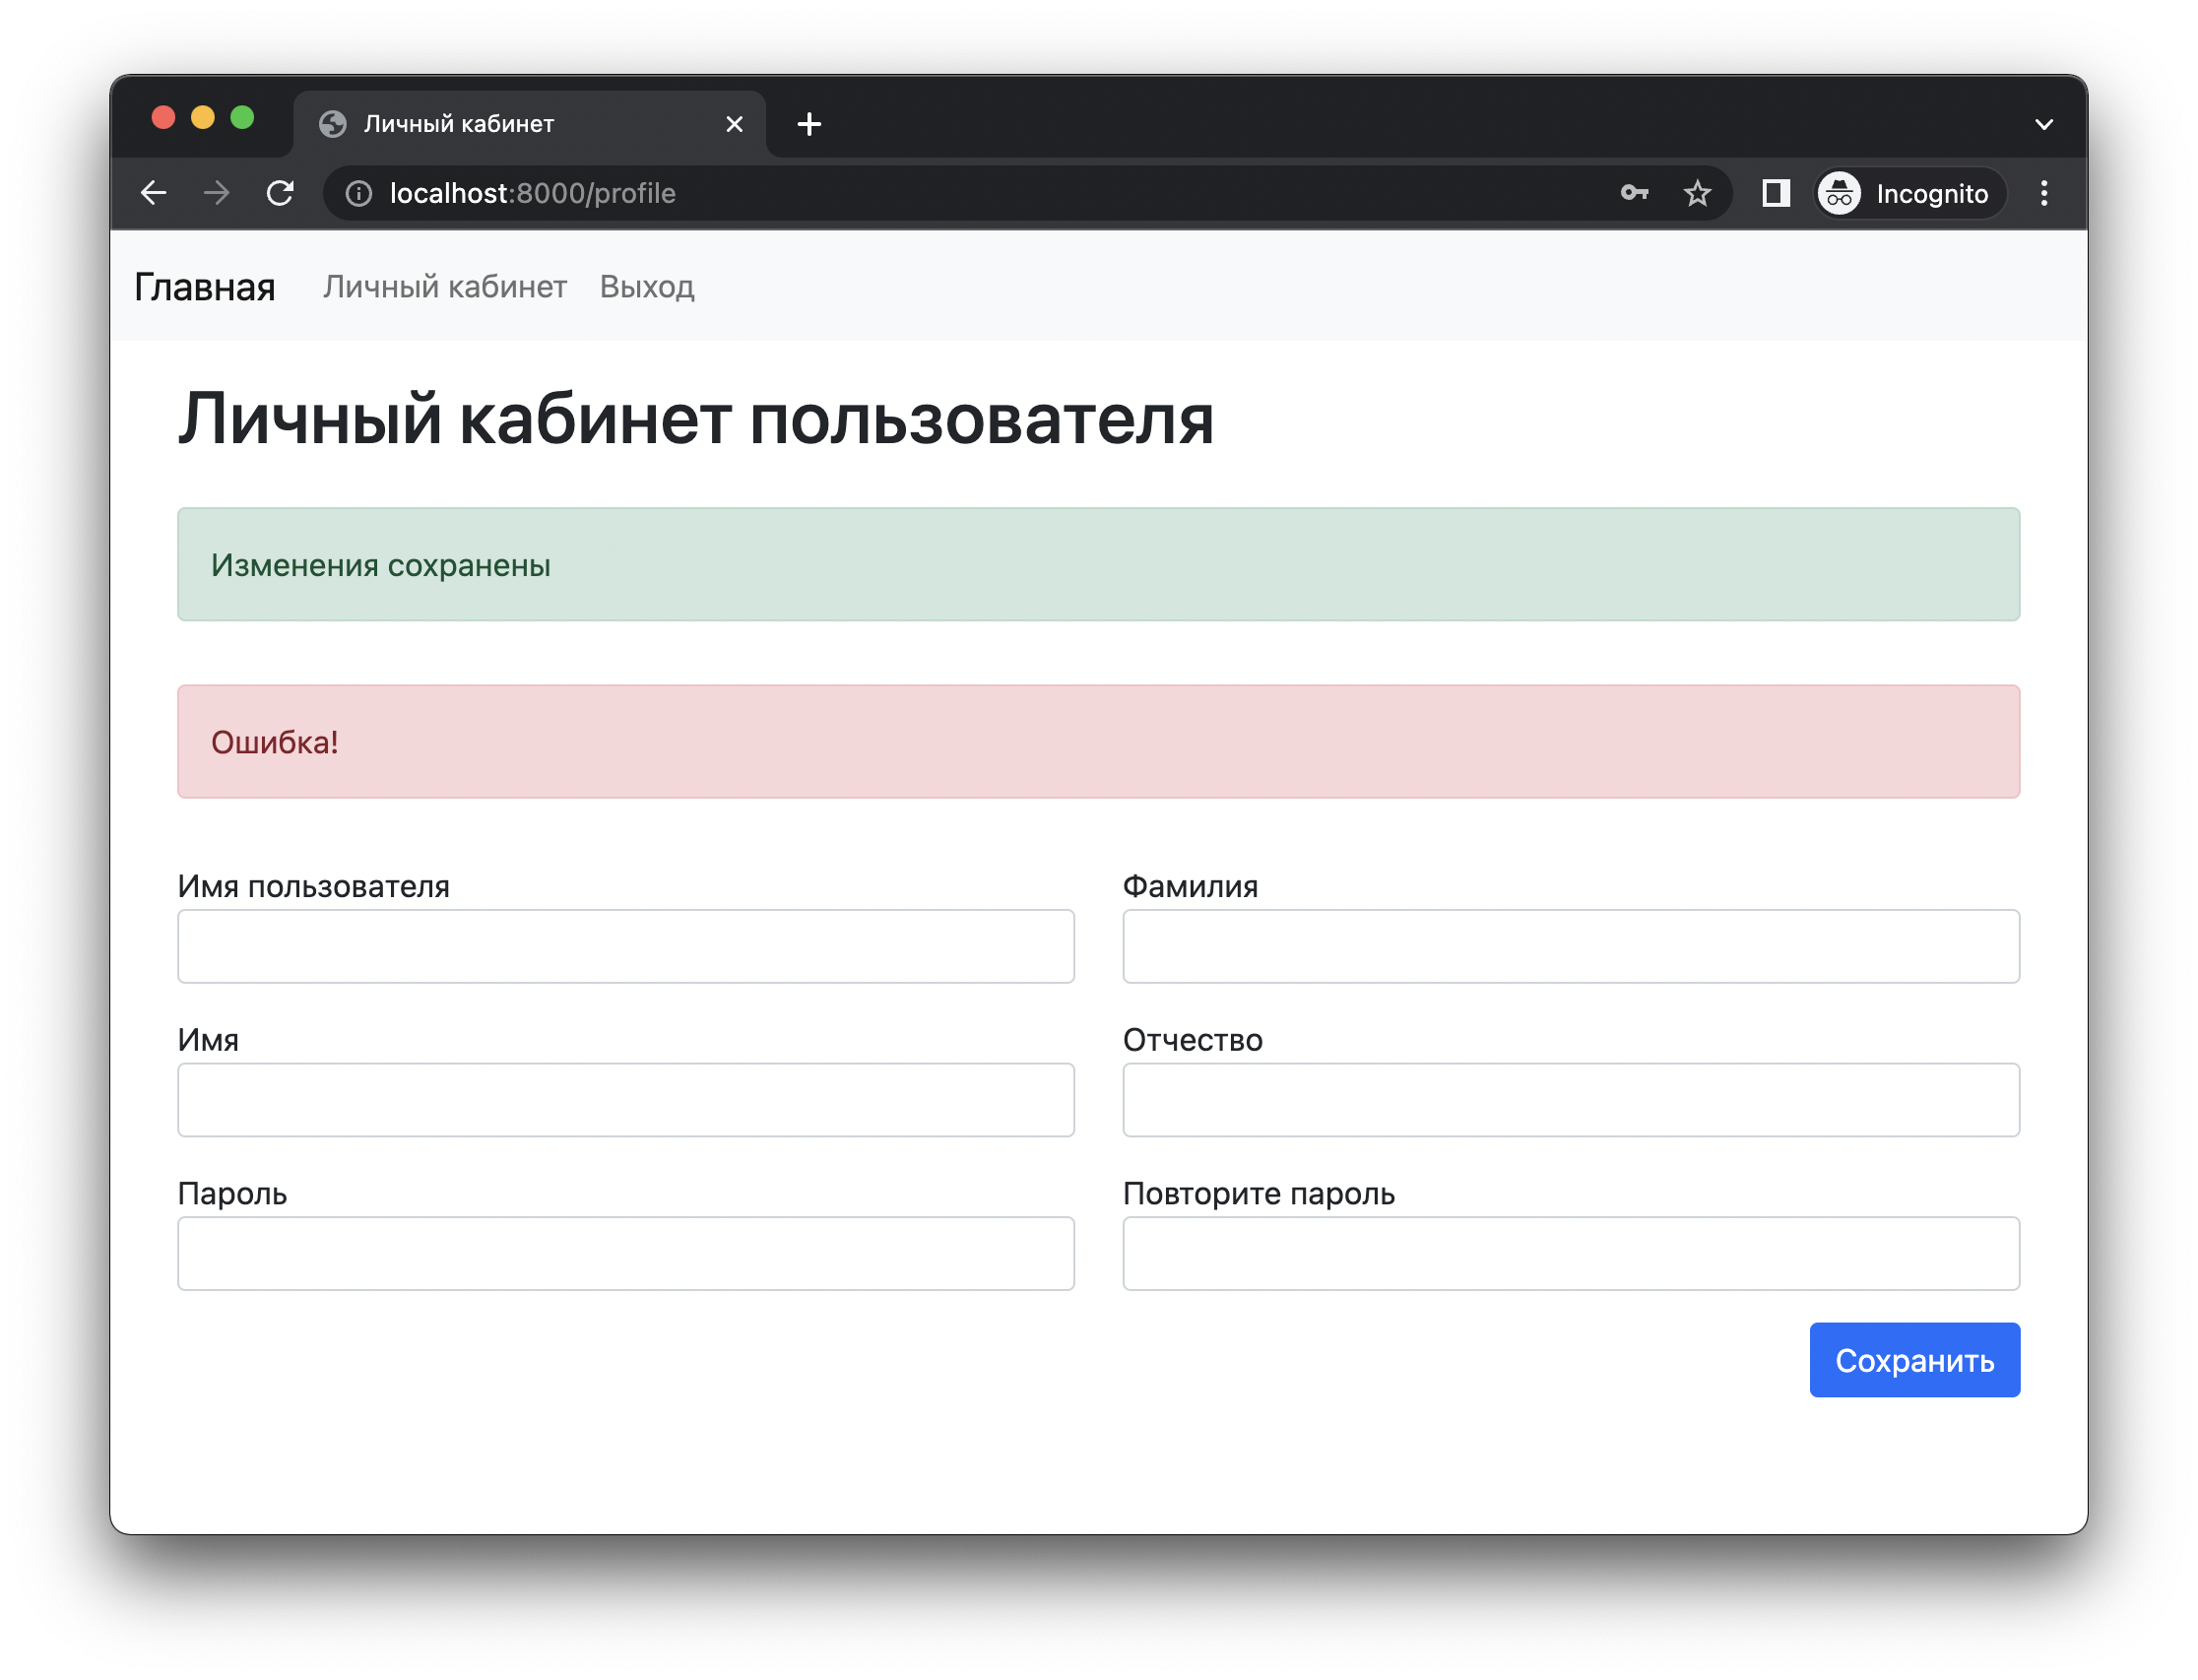 Личный кабинет
localhost:8000/profile
Incognito
Главная Личный кабинет Выход
Личный кабинет пользователя
Изменения сохранены
Ошибка!
Имя пользователя Фамилия
Имя Отчество
Пароль Повторите пароль
Сохранить